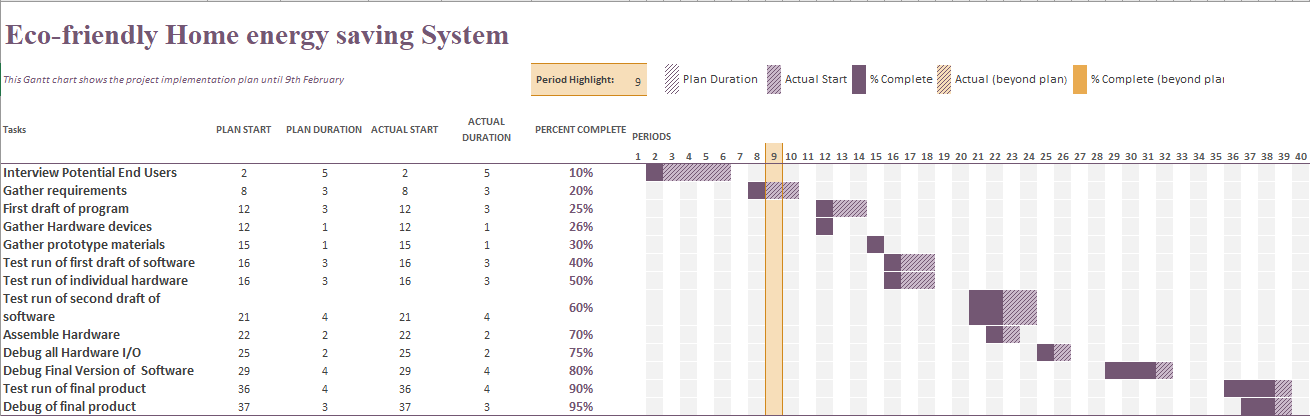 Eco-friendly Home energy saving System
This Gantt chart shows the project implementation plan until 9th February
Period Highlight: 9
Plan Duration Actual Start % Complete Actual (beyond plan) % Complete (beyond plan
Tasks PLAN START PLAN DURATION ACTUAL START ACTUAL DURATION PERCENT COMPLETE PERIODS
1 2 3 4 5 6 7 8 9 10 11 12 13 14 15 16 17 18 19 20 21 22 23 24 25 26 27 28 29 30 31 32 33 34 35 36 37 38 39 40
Interview Potential End Users 2 5 2 5 10%
Gather requirements 8 3 8 3 20%
First draft of program 12 3 12 3 25%
Gather Hardware devices 12 1 12 1 26%
Gather prototype materials 15 1 15 1 30%
Test run of first draft of software 16 3 16 3 40%
Test run of individual hardware 16 3 16 3 50%
Test run of second draft of
software 21 4 21 4 60%
Assemble Hardware 22 2 22 2 70%
Debug all Hardware I/O 25 2 25 2 75%
Debug Final Version of Software 29 4 29 4 80%
Test run of final product 36 4 36 4 90%
Debug of final product 37 3 37 3 95%